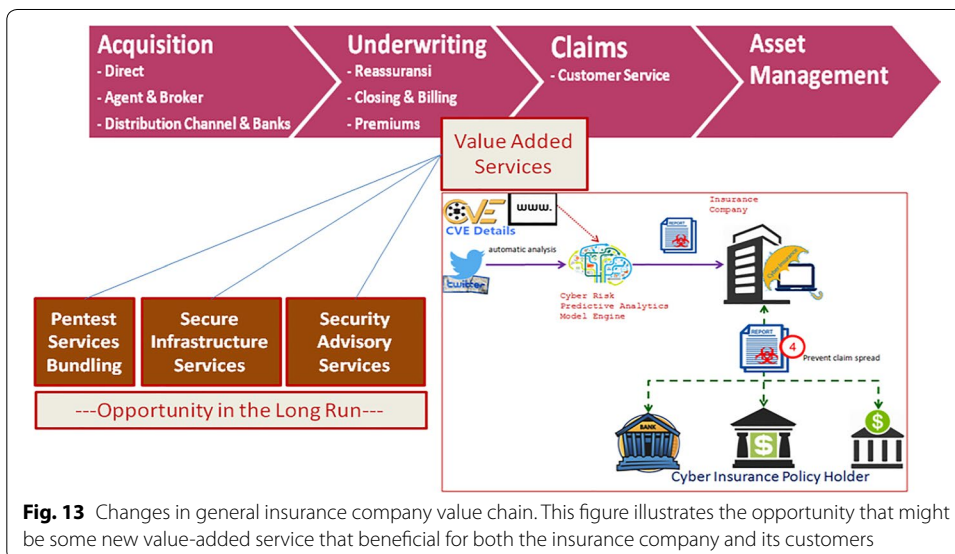 Acquisition
- Direct
- Agent & Broker
- Distribution Channel & Banks
Underwriting
- Reassuransi
- Closing & Billing
- Premiums
Claims
- Customer Service
Asset
Management
Value Added
Services
CVE
CVE Details
www.
twitter
automatic analysis
Cyber Risk
Predictive Analytics
Model Engine
REPORT
Insurance
Company
Cyber Insurance
REPORT
4
Prevent claim spread
BANK
$
$
Cyber Insurance Policy Holder
Pentest
Services
Bundling
Secure
Infrastructure
Services
Security
Advisory
Services
---Opportunity in the Long Run---
Fig. 13 Changes in general insurance company value chain. This figure illustrates the opportunity that might
be some new value-added service that beneficial for both the insurance company and its customers